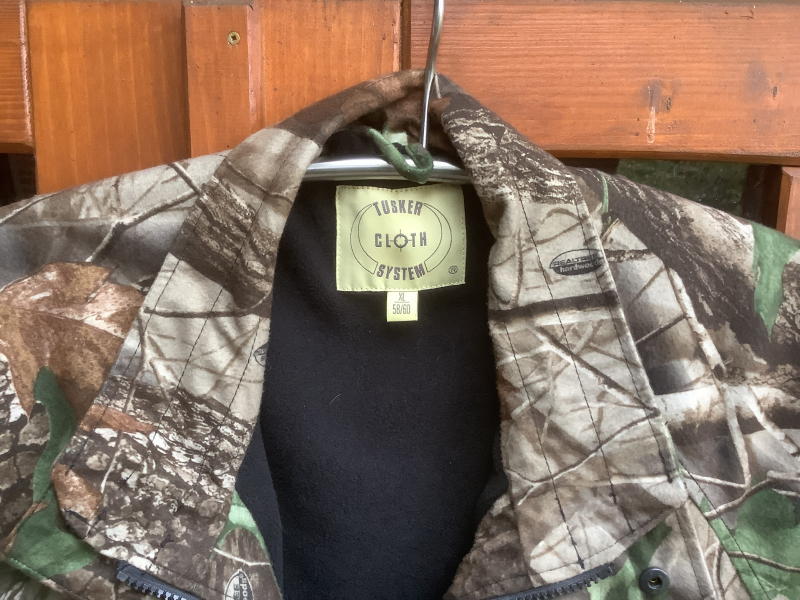 TUSKER
CLOTH
SYSTEM
®
XL
58/60
REALTREE
hardwoods